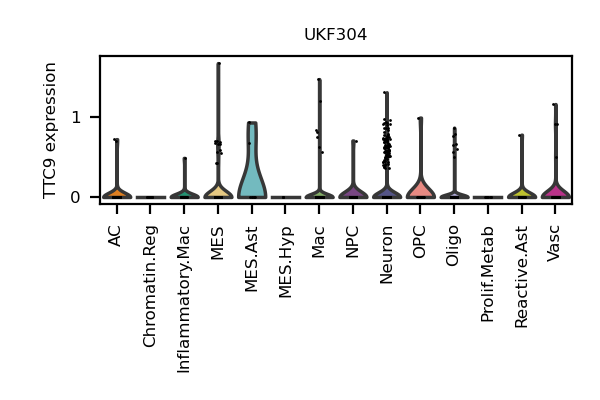 UKF304
TTC9 expression
1
0
AC
Chromatin.Reg
Inflammatory.Mac
MES
MES.Ast
MES.Hyp
Mac
NPC
Neuron
OPC
Oligo
Prolif.Metab
Reactive.Ast
Vasc